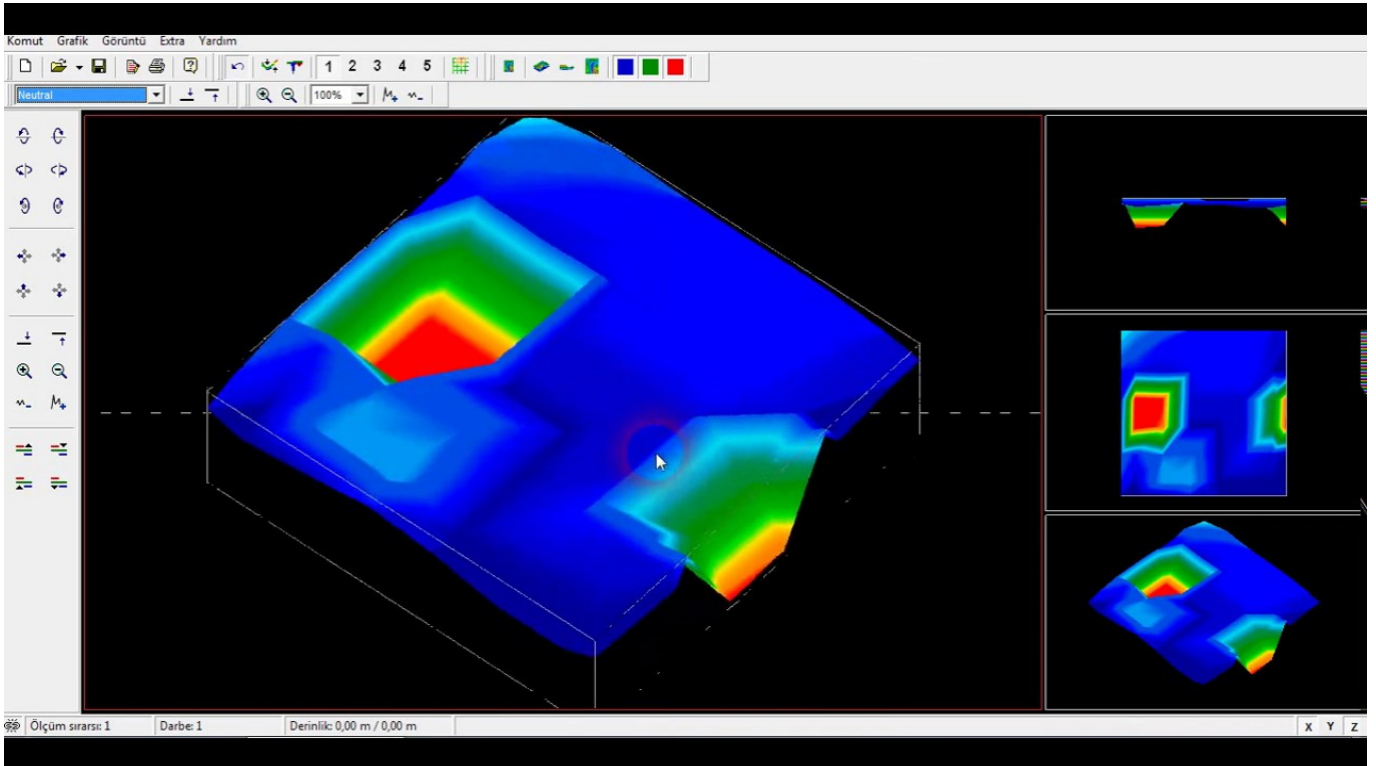 Komut Grafik Görüntü Extra Yardım
1 2 3 4 5
Neutral 100%
Ölçüm sırarsı: 1 Darbe: 1 Derinlik: 0,00 m / 0,00 m X Y Z